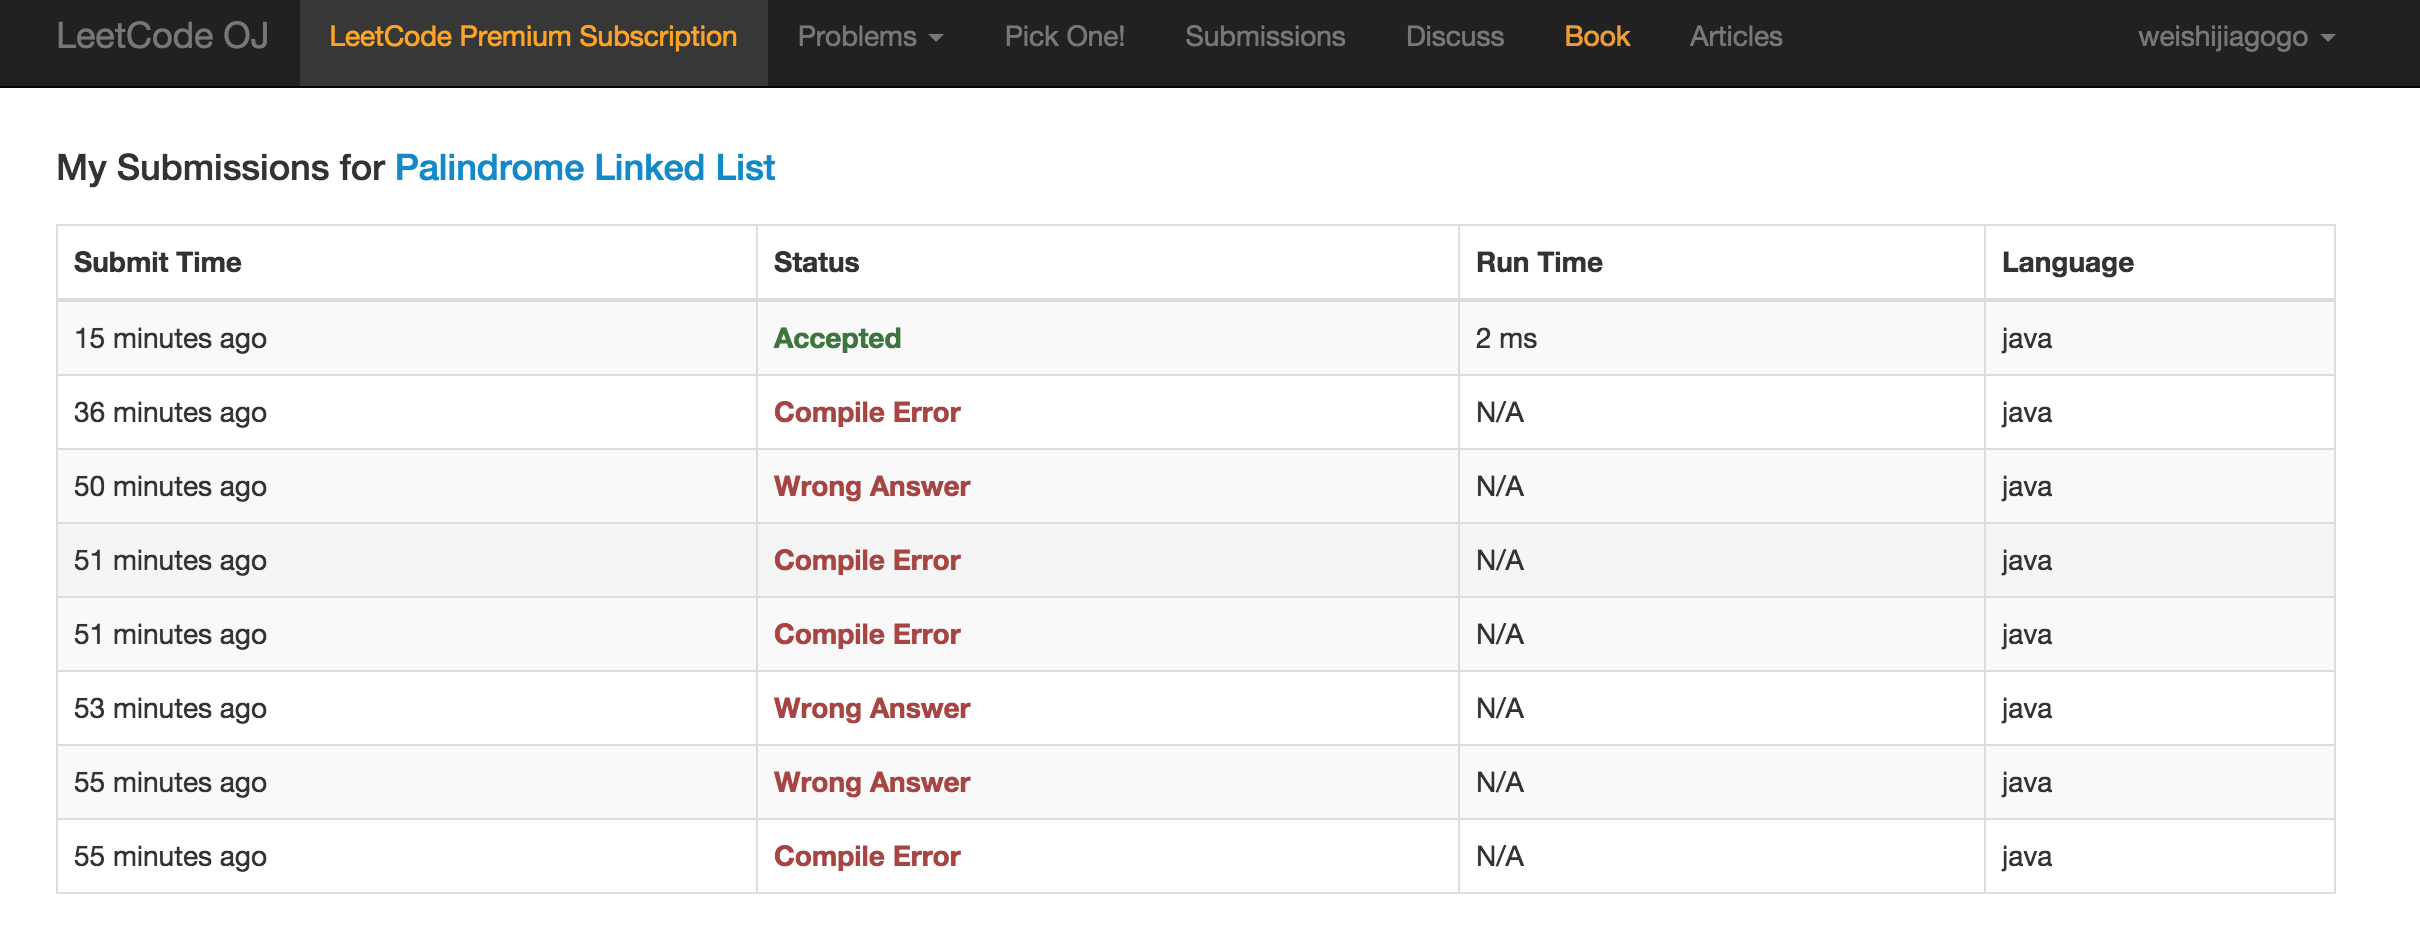 LeetCode OJ LeetCode Premium Subscription Problems Pick One! Submissions Discuss Book Articles weishijiagogo
My Submissions for Palindrome Linked List
Submit Time Status Run Time Language
15 minutes ago Accepted 2 ms java
36 minutes ago Compile Error N/A java
50 minutes ago Wrong Answer N/A java
51 minutes ago Compile Error N/A java
51 minutes ago Compile Error N/A java
53 minutes ago Wrong Answer N/A java
55 minutes ago Wrong Answer N/A java
55 minutes ago Compile Error N/A java